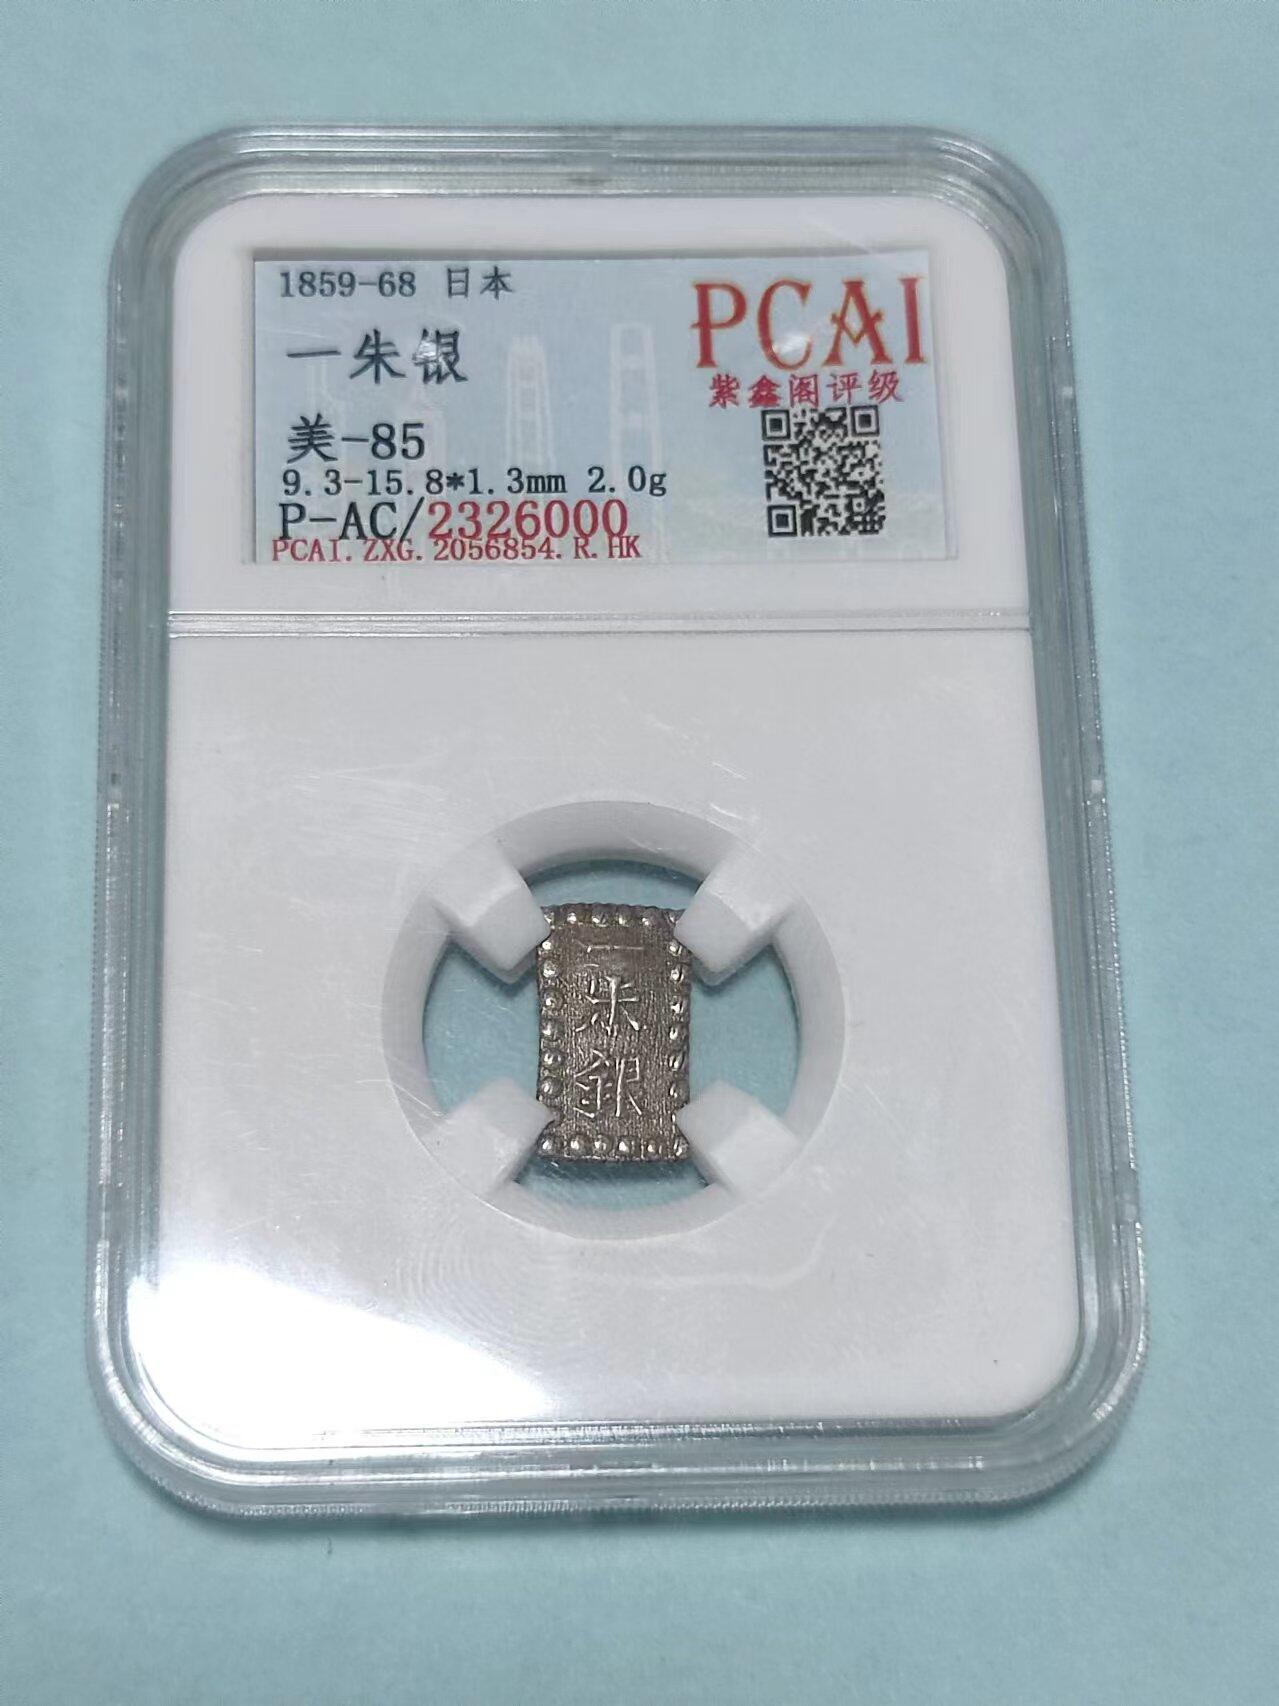 1859-68 日本
一朱银
美-85
9.3-15.8*1.3mm 2.0g
P-AC/2326000
PCAI.ZXG.2056854.R.HK
PCAI
紫鑫阁评级
一
朱
銀